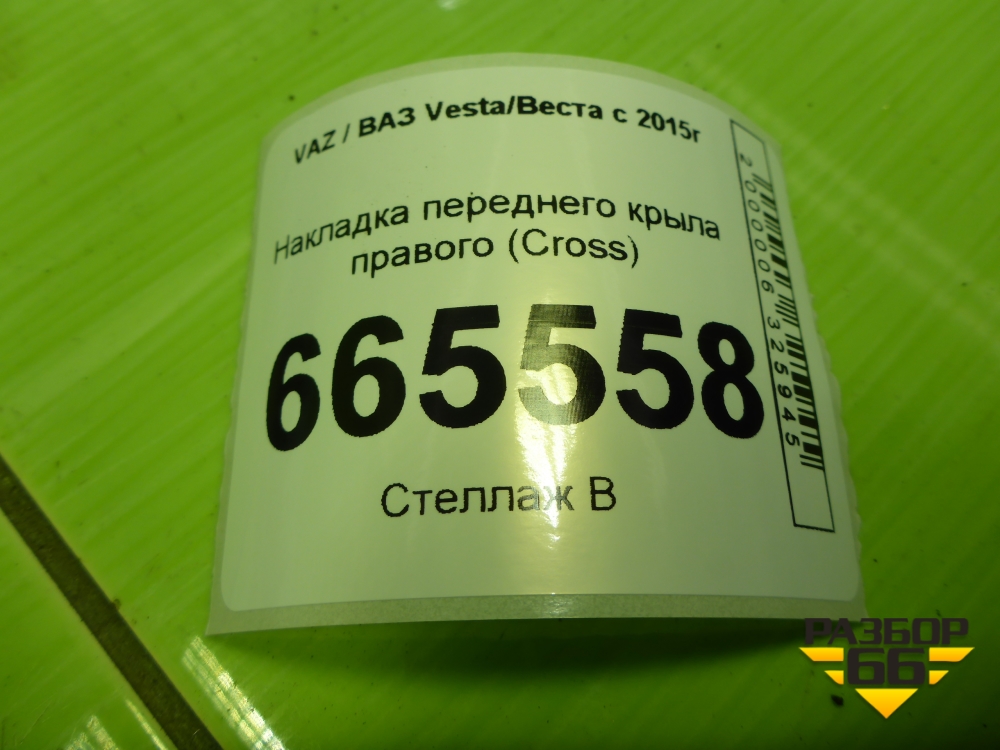 VAZ / ВАЗ Vesta/Веста с 2015г
Накладка переднего крыла
правого (Cross)
665558
Стеллаж В
2000006325945
РАЗБОР
66